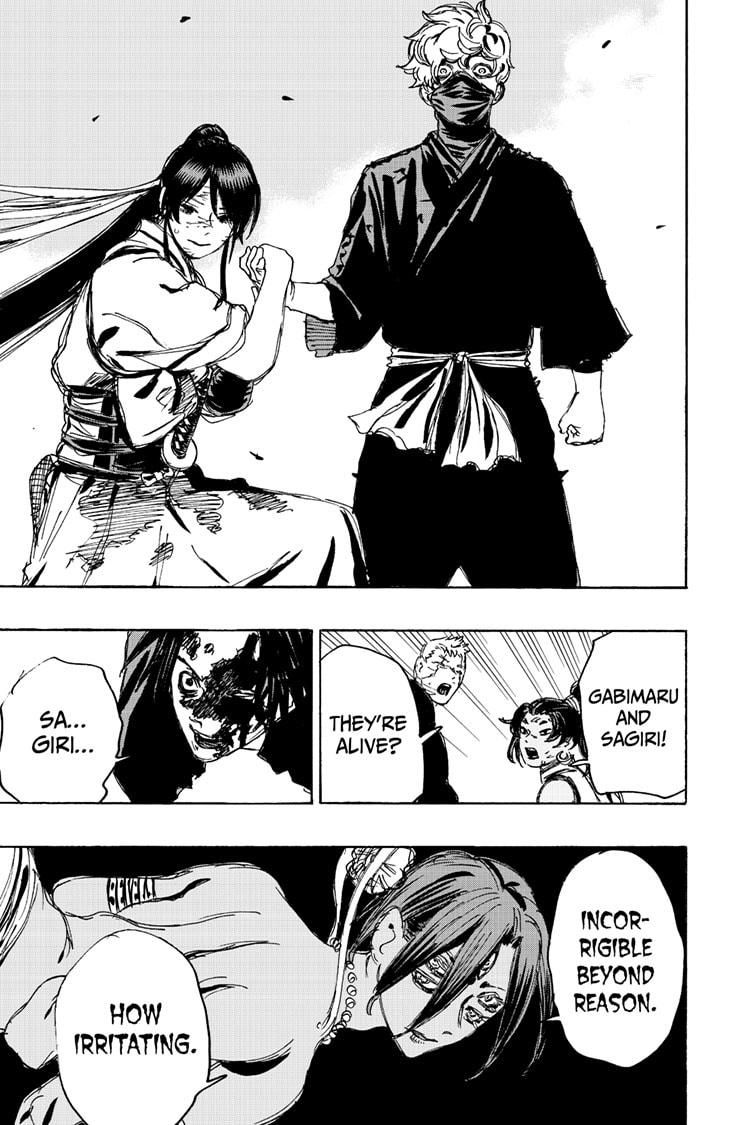 GABIMARU
AND
SAGIRI!
THEY'RE
ALIVE?
SA...
GIRI...
INCOR-
RIGIBLE
BEYOND
REASON.
HOW
IRRITATING.